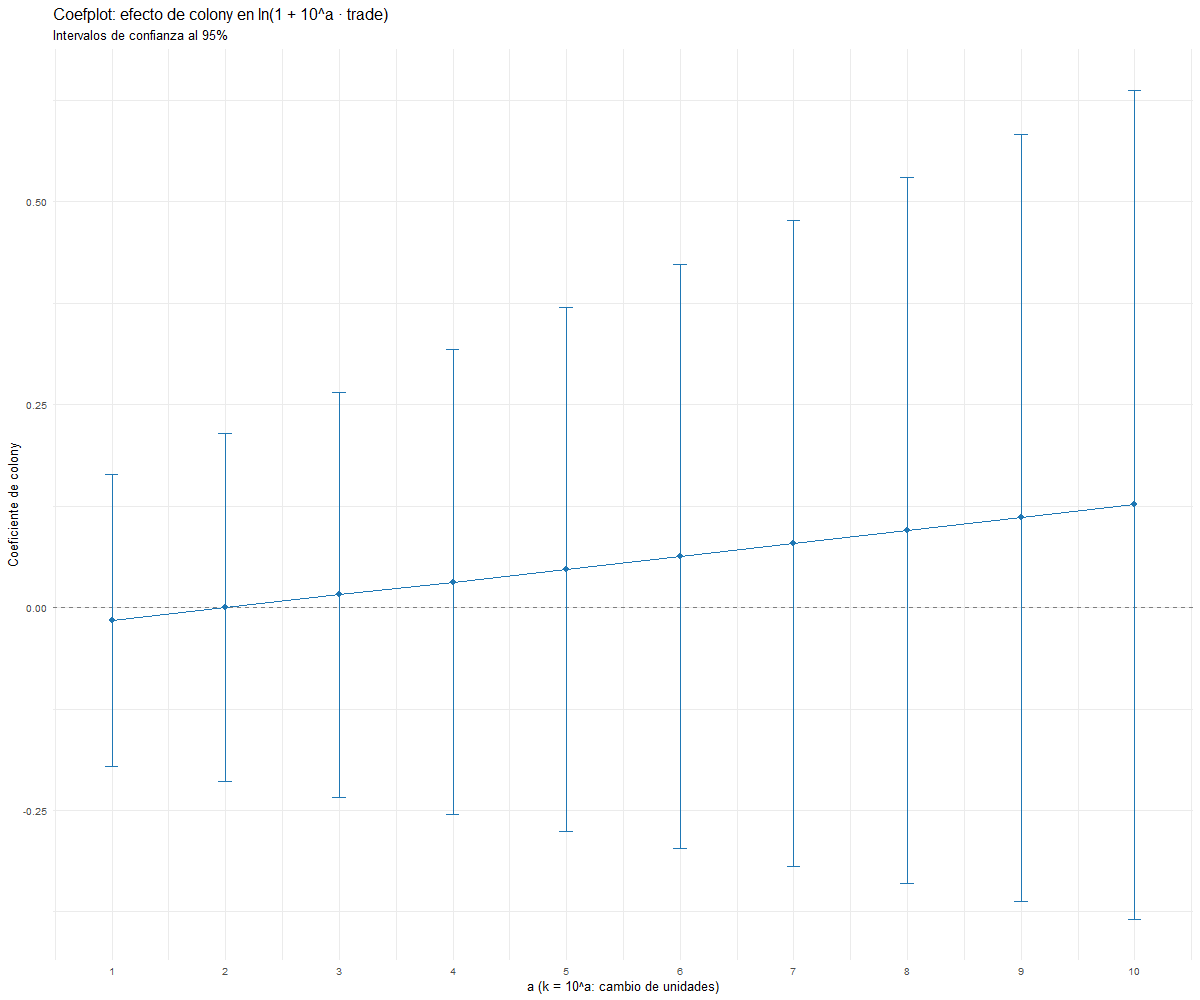 Coefplot: efecto de colony en ln(1 + 10^a · trade)
Intervalos de confianza al 95%
Coeficiente de colony
0.50
0.25
0.00
-0.25
1 2 3 4 5 6 7 8 9 10
a (k = 10^a: cambio de unidades)